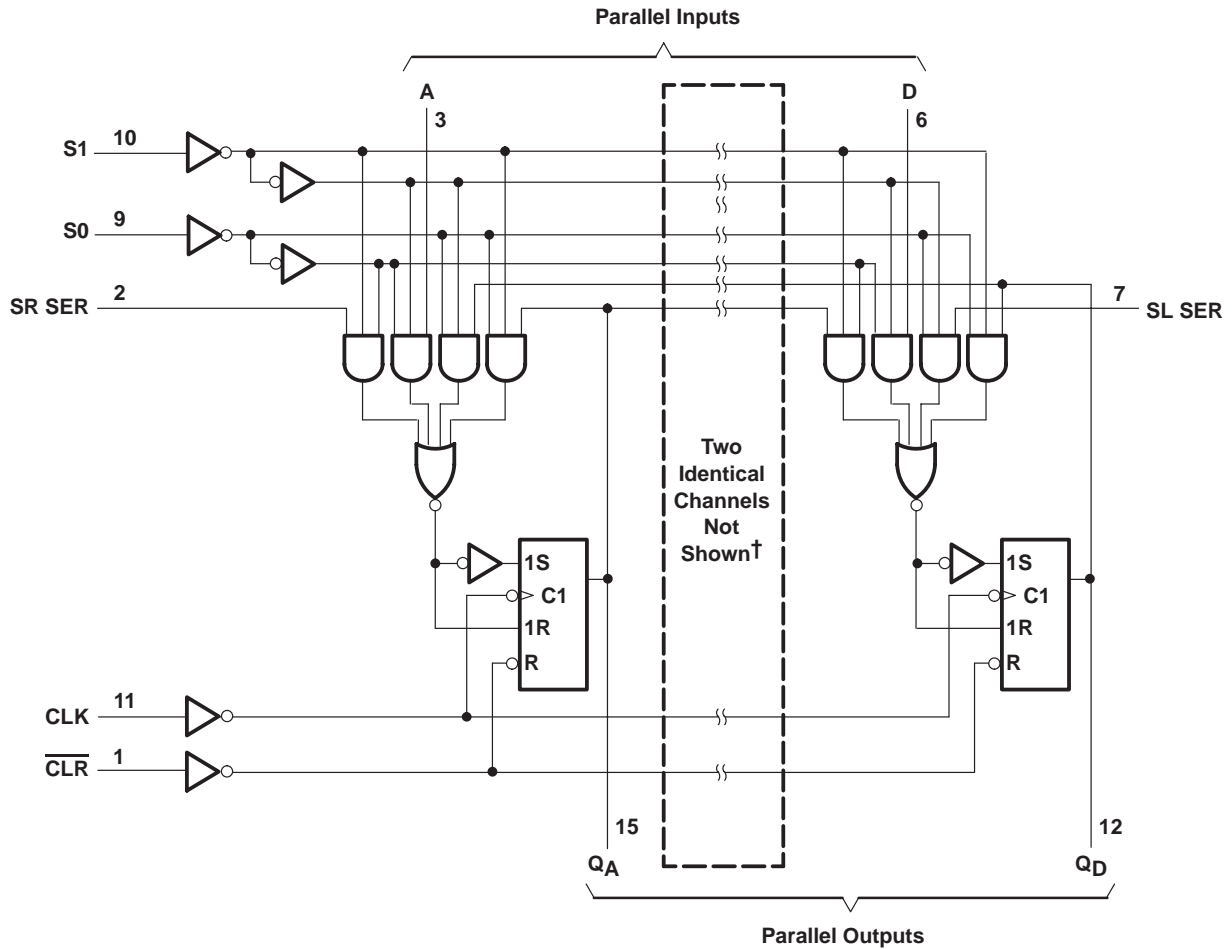 Parallel Inputs
A
D
3
6
S1
10
S0
9
SR SER
2
7
SL SER
Two
Identical
Channels
Not
Shown†
1S
C1
1R
R
1S
C1
1R
R
CLK
11
CLR
1
15
12
QA
QD
Parallel Outputs